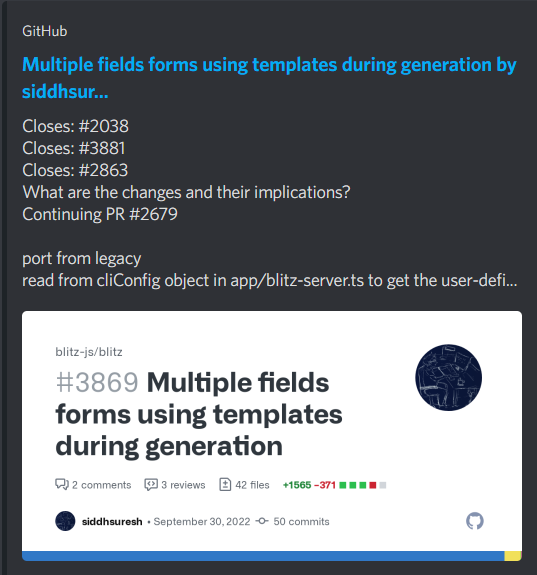 GitHub
Multiple fields forms using templates during generation by
siddhsur...
Closes: #2038
Closes: #3881
Closes: #2863
What are the changes and their implications?
Continuing PR #2679
port from legacy
read from cliConfig object in app/blitz-server.ts to get the user-defi...
blitz-js/blitz
#3869 Multiple fields
forms using templates
during generation
2 comments 3 reviews 42 files +1565 -371
siddhsuresh • September 30, 2022 50 commits